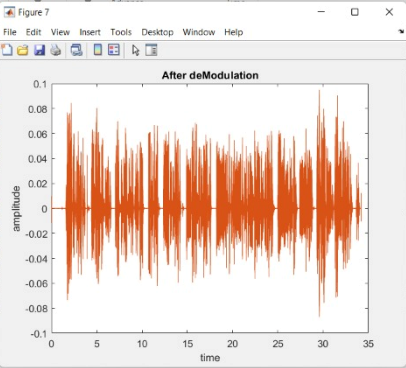 Figure 7
File Edit View Insert Tools Desktop Window Help
After deModulation
0.1
0.08
0.06
0.04
0.02
0
-0.02
-0.04
-0.06
-0.08
-0.1
amplitude
0 5 10 15 20 25 30 35
time